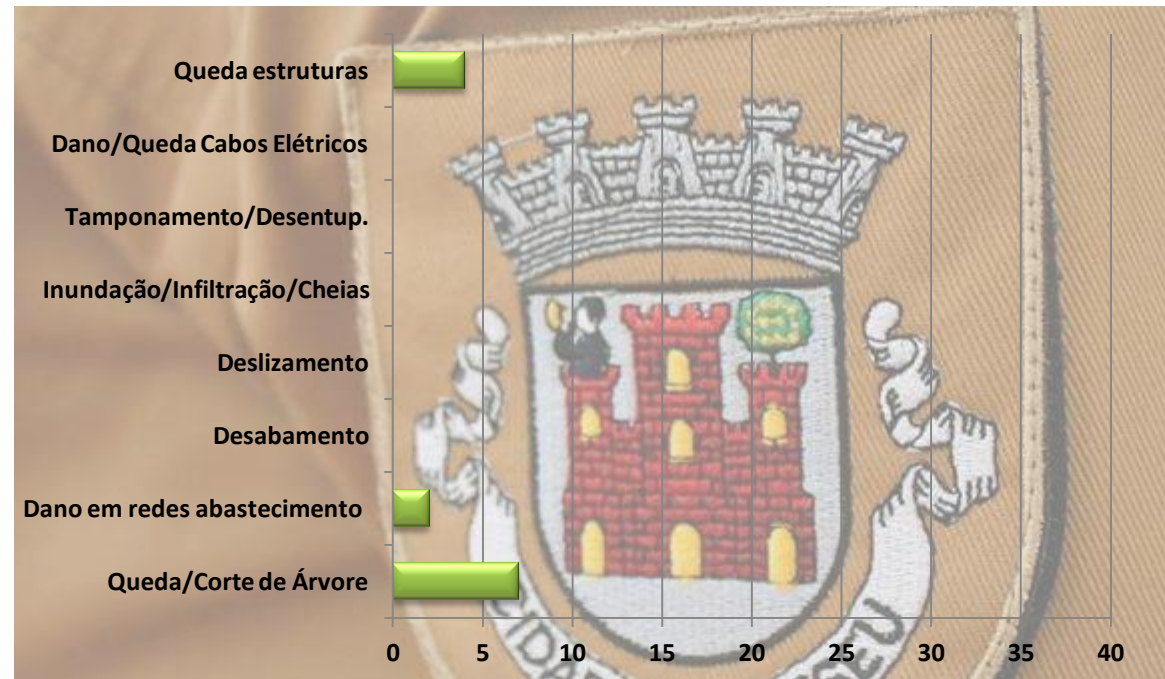 Queda estruturas
Dano/Queda Cabos Elétricos
Tamponamento/Desentup.
Inundação/Infiltração/Cheias
Deslizamento
Desabamento
Dano em redes abastecimento
Queda/Corte de Árvore
0 5 10 15 20 25 30 35 40